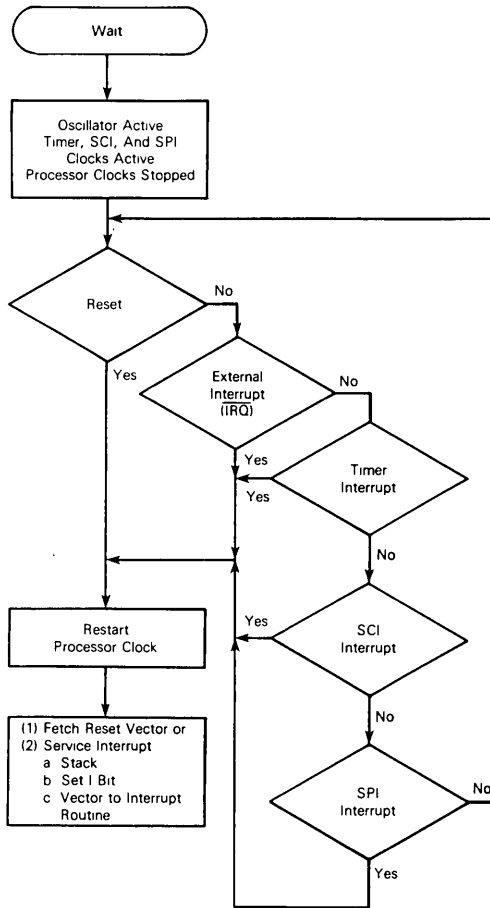 Wait
Oscillator Active
Timer, SCI, And SPI
Clocks Active
Processor Clocks Stopped
Reset
No
Yes
External
Interrupt
(IRQ)
No
Yes
Timer
Interrupt
Yes
No
SCI
Interrupt
Yes
No
SPI
Interrupt
No
Yes
Restart
Processor Clock
(1) Fetch Reset Vector or
(2) Service Interrupt
a Stack
b Set I Bit
c Vector to Interrupt
Routine